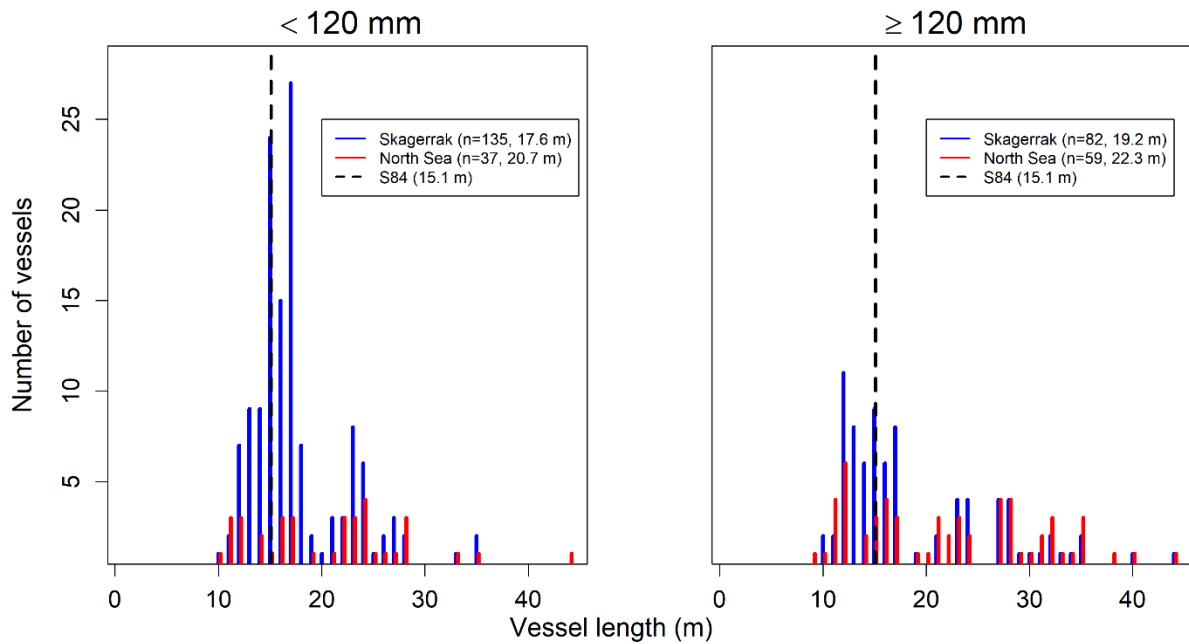 < 120 mm
≥ 120 mm
Number of vessels
25
20
15
10
5
Skagerrak (n=135, 17.6 m)
North Sea (n=37, 20.7 m)
S84 (15.1 m)
Skagerrak (n=82, 19.2 m)
North Sea (n=59, 22.3 m)
S84 (15.1 m)
0 10 20 30 40
0 10 20 30 40
Vessel length (m)